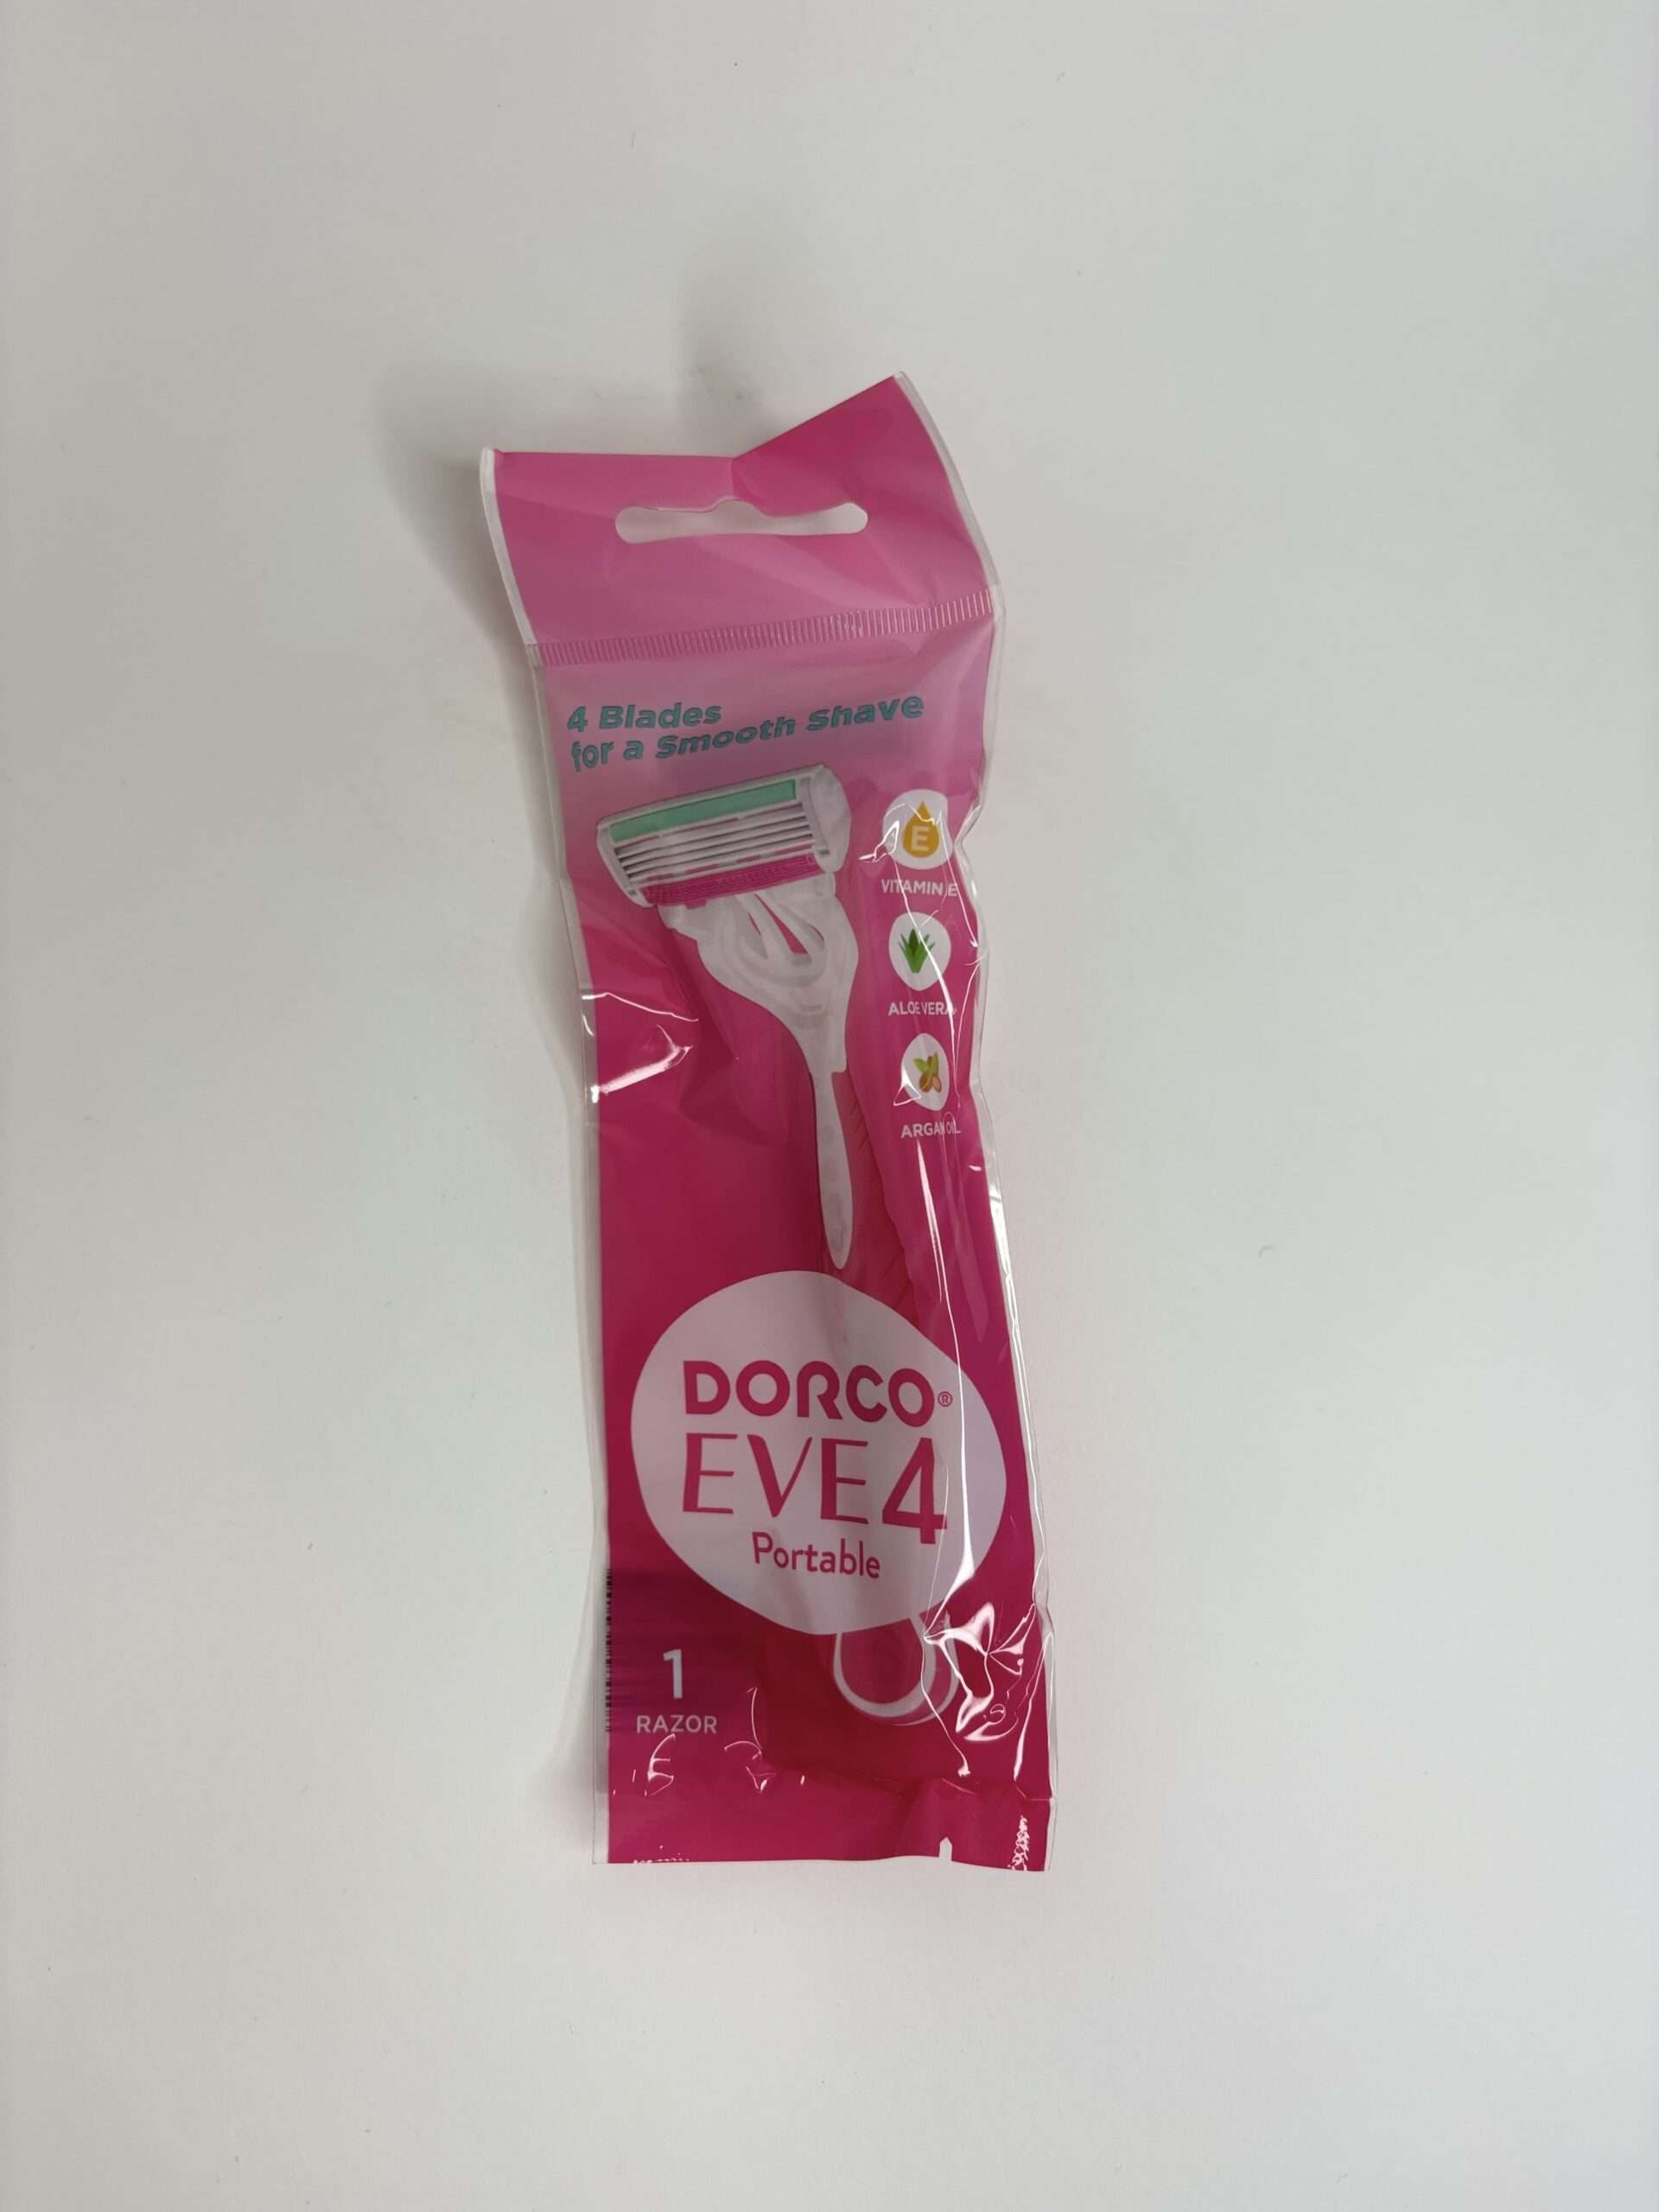 4 Blades
for a Smooth Shave
E
VITAMIN E
ALOE VERA
ARGAN OIL
DORCO®
EVE4
Portable
1
RAZOR